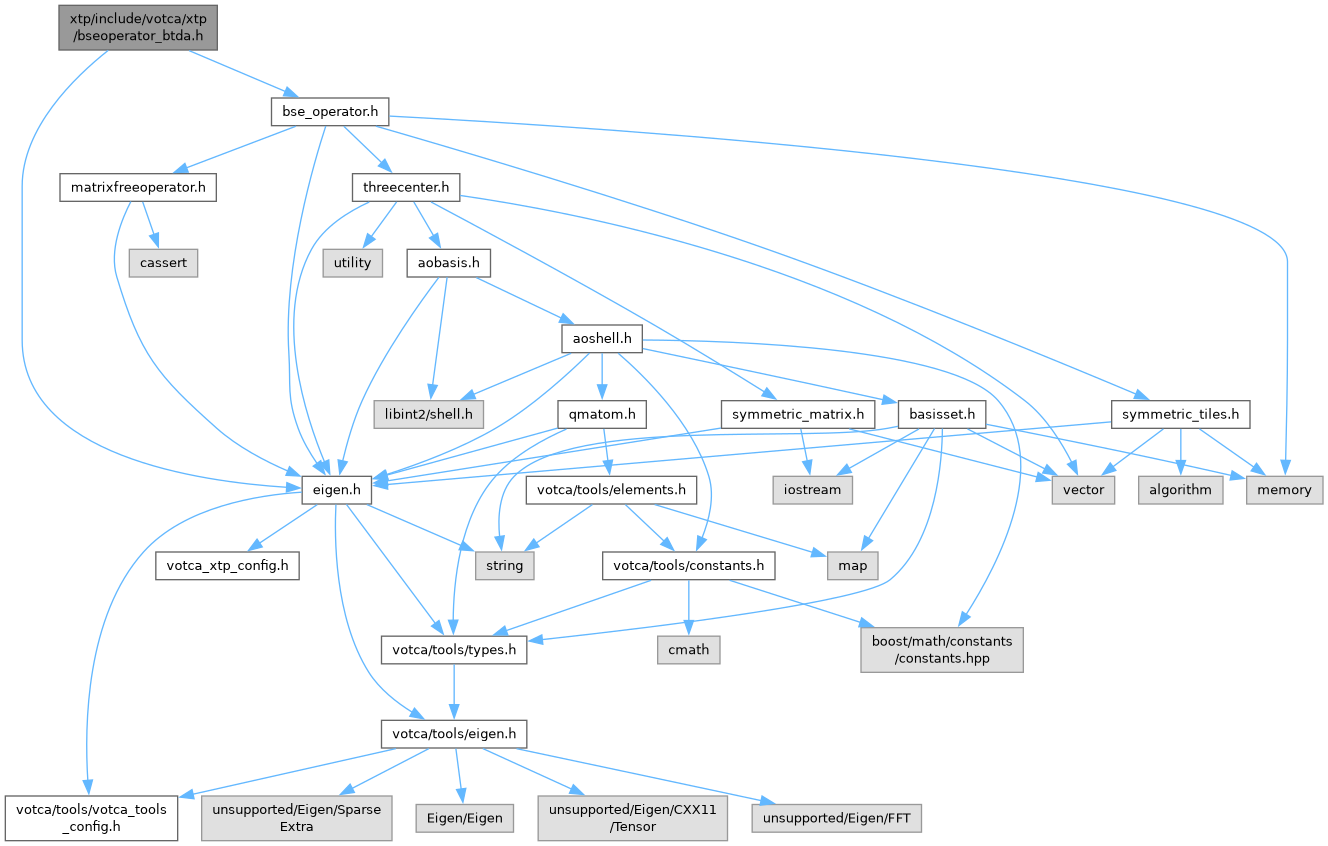 xtp/include/votca/xtp
/bseoperator_btda.h
bse_operator.h
matrixfreeoperator.h
threecenter.h
cassert
utility
aobasis.h
aoshell.h
libint2/shell.h
qmatom.h
symmetric_matrix.h
basisset.h
symmetric_tiles.h
eigen.h
votca/tools/elements.h
iostream
vector
algorithm
memory
votca_xtp_config.h
string
votca/tools/constants.h
map
votca/tools/types.h
cmath
boost/math/constants
/constants.hpp
votca/tools/eigen.h
votca/tools/votca_tools
_config.h
unsupported/Eigen/Sparse
Extra
Eigen/Eigen
unsupported/Eigen/CXX11
/Tensor
unsupported/Eigen/FFT